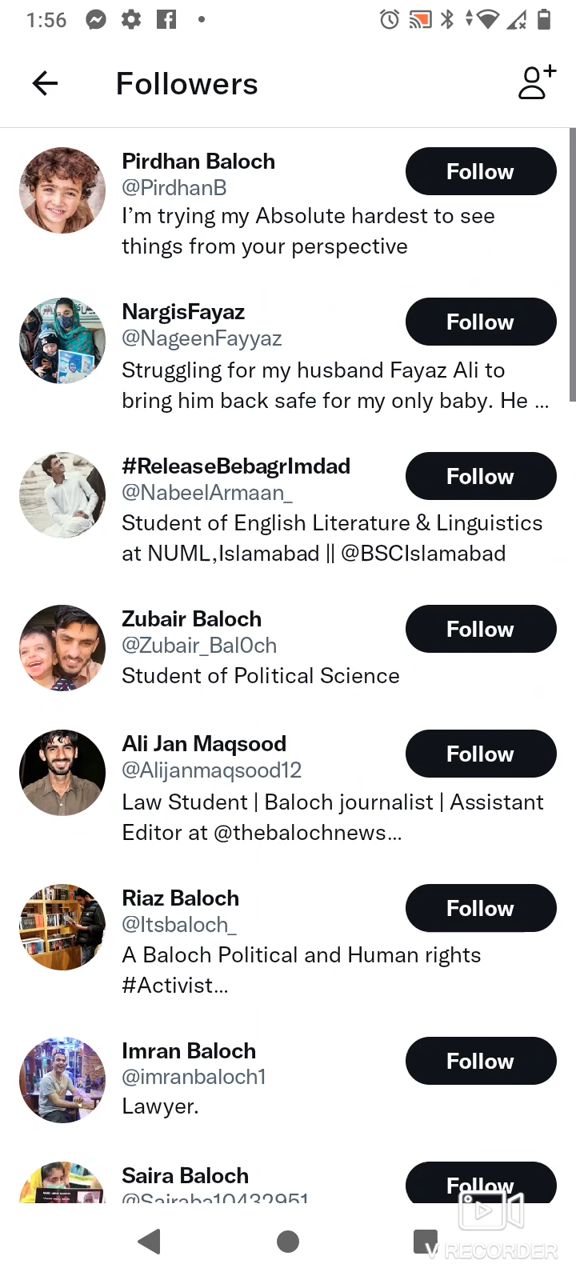 1:56
Followers
Pirdhan Baloch
Follow
@PirdhanB
I'm trying my Absolute hardest to see
things from your perspective
NargisFayaz
Follow
@NageenFayyaz
Struggling for my husband Fayaz Ali to
bring him back safe for my only baby. He ...
#ReleaseBebagrImdad
Follow
@NabeelArmaan_
Student of English Literature & Linguistics
at NUML,Islamabad || @BSCIslamabad
Zubair Baloch
Follow
@Zubair_Bal0ch
Student of Political Science
Ali Jan Maqsood
Follow
@Alijanmaqsood12
Law Student | Baloch journalist | Assistant
Editor at @thebalochnews...
Riaz Baloch
Follow
@Itsbaloch_
A Baloch Political and Human rights
#Activist...
Imran Baloch
Follow
@imranbaloch1
Lawyer.
Saira Baloch
Follow
@Sairaba10432951
V RECORDER